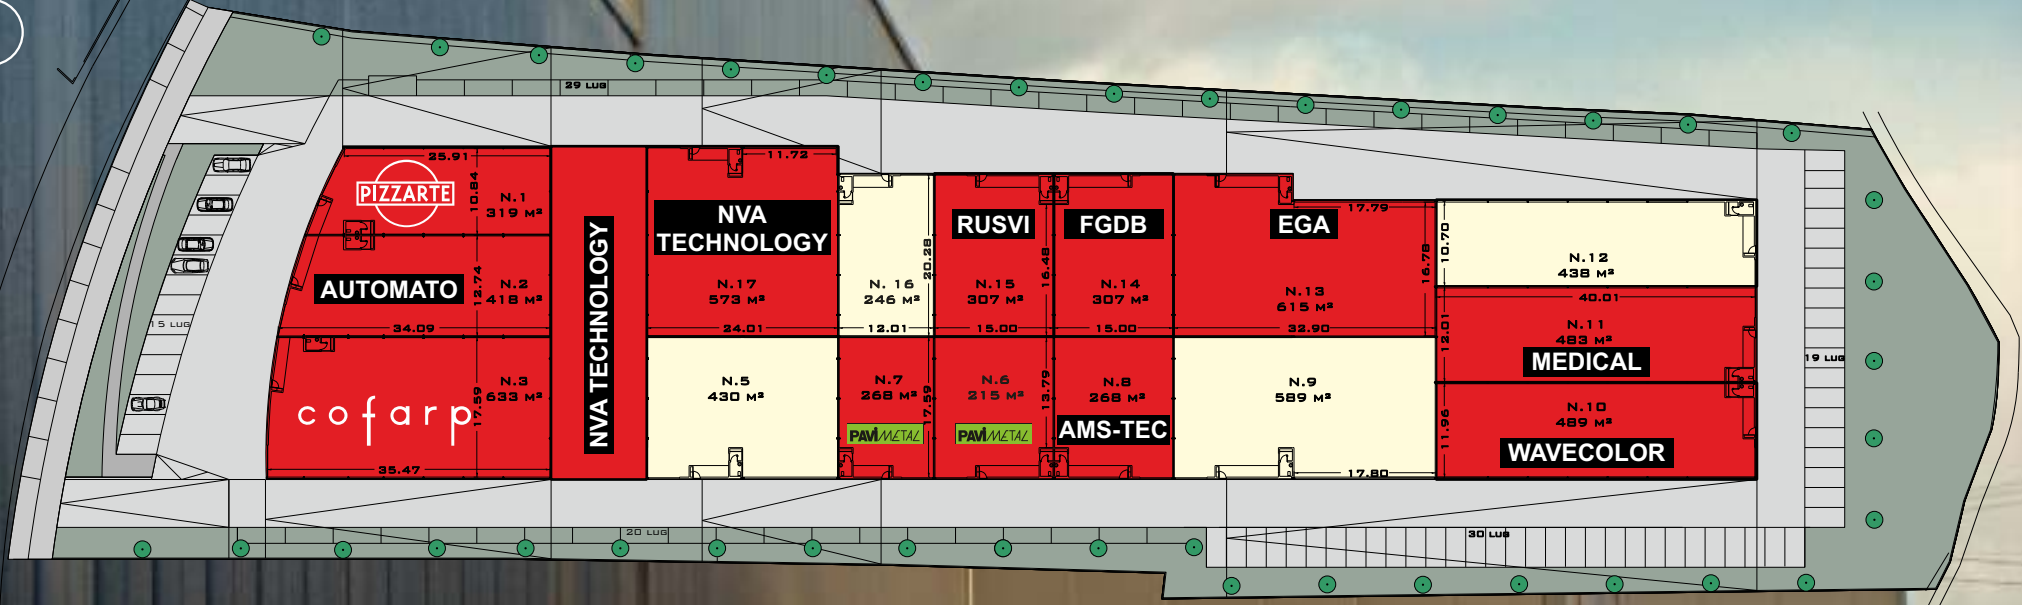 29 LUG
25.91
PIZZARTE
10.84
N.1
319 M²
AUTOMATO
12.74
N.2
418 M²
34.09
15 LUG
N.3
633 M²
cofarp
17.59
35.47
NVA TECHNOLOGY
11.72
NVA
TECHNOLOGY
N.17
573 M²
24.01
N.5
430 M²
N. 16
246 M²
20.28
12.01
N.7
268 M²
17.59
PAVIMETAL
RUSVI
N.15
307 M²
16.48
15.00
N.6
215 M²
13.79
PAVIMETAL
FGDB
N.14
307 M²
15.00
N.8
268 M²
AMS-TEC
EGA
17.79
N.13
615 M²
16.78
32.90
N.9
589 M²
17.80
10.70
N.12
438 M²
40.01
12.01
N.11
483 M²
MEDICAL
11.96
N.10
489 M²
WAVECOLOR
19 LUG
20 LUG
30 LUG